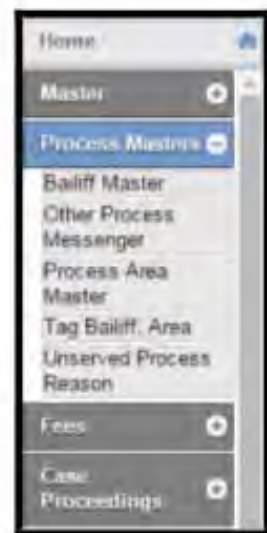 Home
Master
Process Masters
Bailiff Master
Other Process
Messenger
Process Area
Master
Tag Bailiff. Area
Unserved Process
Reason
Fees
Case
Proceedings